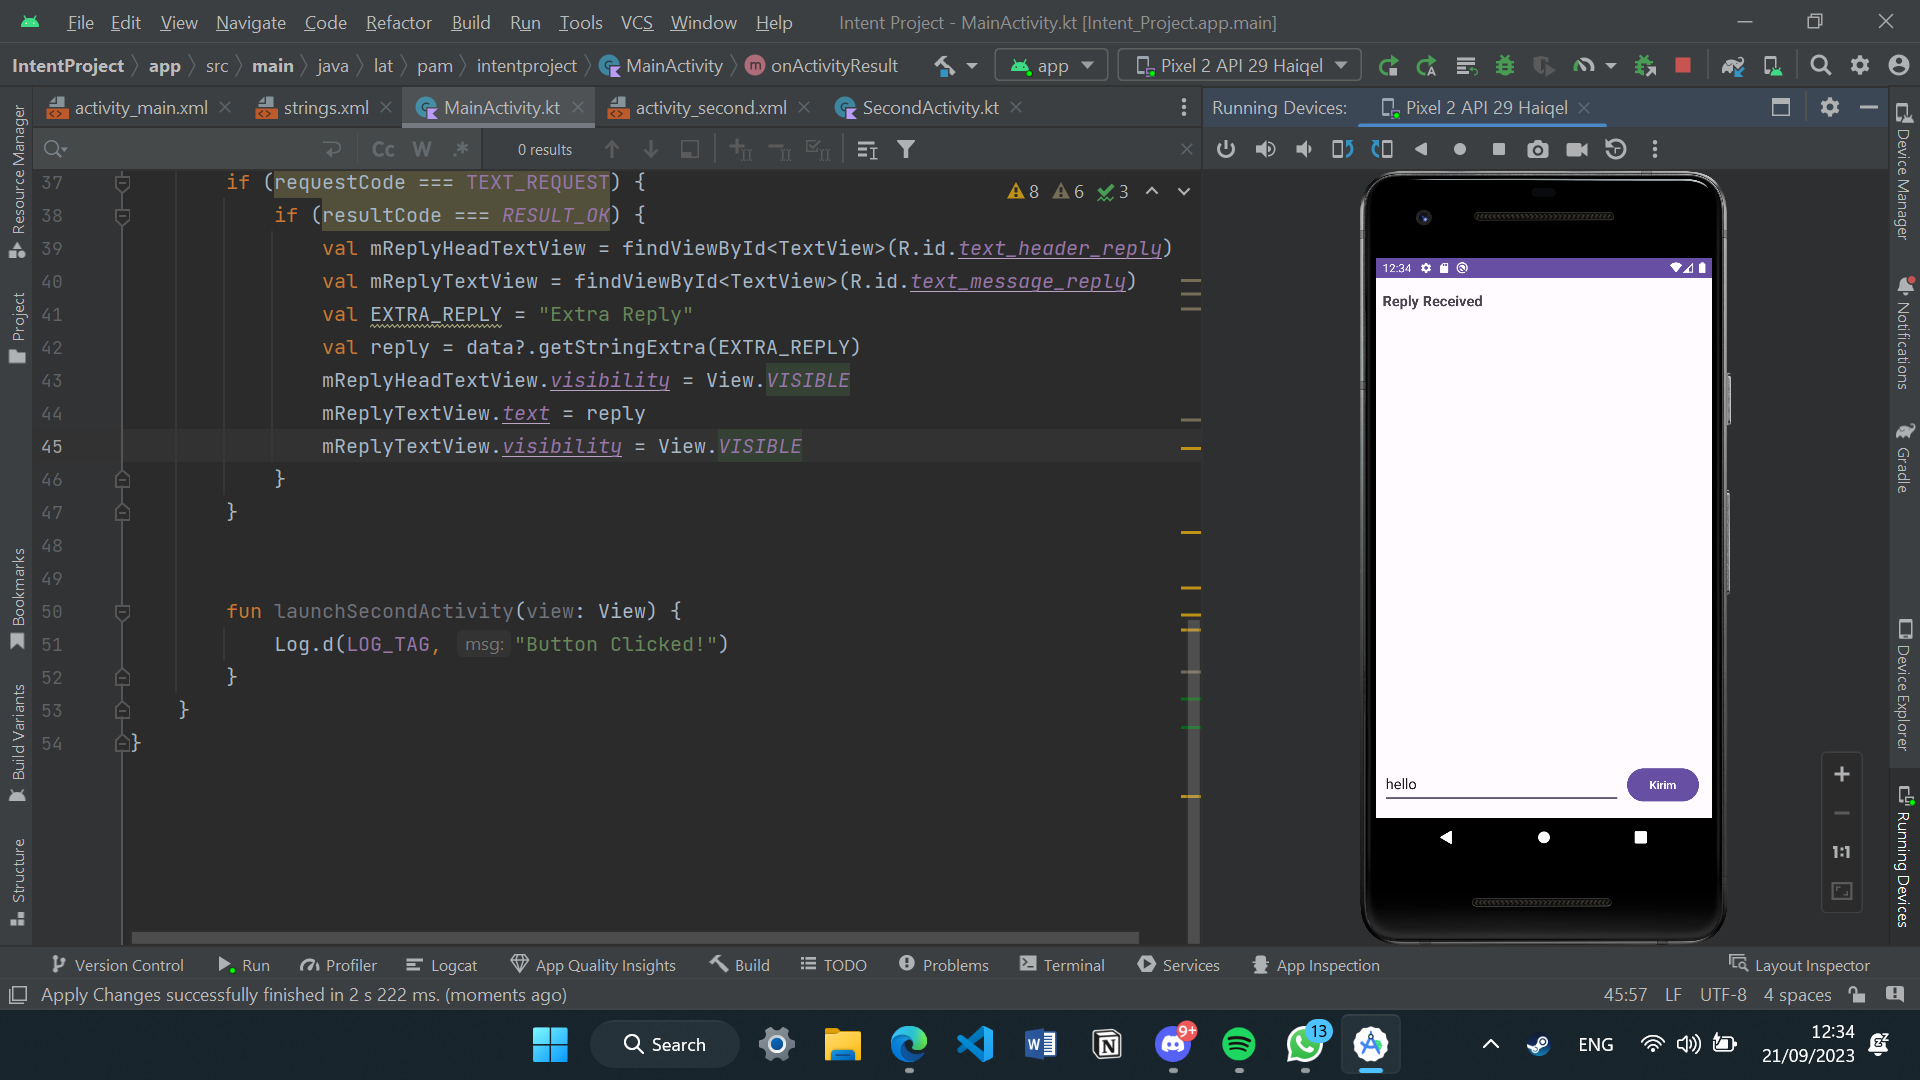 File Edit View Navigate Code Refactor Build Run Tools VCS Window Help Intent Project - MainActivity.kt [Intent_Project.app.main]
IntentProject app src main java lat pam intentproject MainActivity onActivityResult app Pixel 2 API 29 Haiqel
activity_main.xml strings.xml MainActivity.kt activity_second.xml SecondActivity.kt
Running Devices: Pixel 2 API 29 Haiqel
Cc W .* 0 results
8 6 3
37 if (requestCode === TEXT_REQUEST) {
38 if (resultCode === RESULT_OK) {
39 val mReplyHeadTextView = findViewById<TextView>(R.id.text_header_reply)
40 val mReplyTextView = findViewById<TextView>(R.id.text_message_reply)
41 val EXTRA_REPLY = "Extra Reply"
42 val reply = data?.getStringExtra(EXTRA_REPLY)
43 mReplyHeadTextView.visibility = View.VISIBLE
44 mReplyTextView.text = reply
45 mReplyTextView.visibility = View.VISIBLE
46 }
47 }
48
49
50 fun launchSecondActivity(view: View) {
51 Log.d(LOG_TAG, msg: "Button Clicked!")
52 }
53 }
54 }
Resource Manager
Project
Bookmarks
Build Variants
Structure
12:34
Reply Received
hello
Kirim
1:1
Device Manager
Notifications
Gradle
Device Explorer
Running Devices
Version Control Run Profiler Logcat App Quality Insights Build TODO Problems Terminal Services App Inspection Layout Inspector
Apply Changes successfully finished in 2 s 222 ms. (moments ago) 45:57 LF UTF-8 4 spaces
Search
9+
13
ENG
12:34
21/09/2023